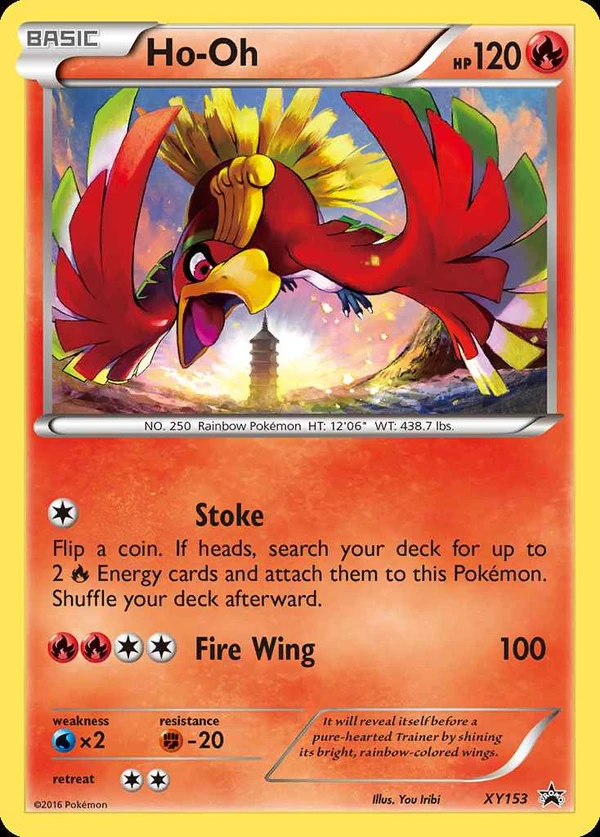 BASIC
Ho-Oh
HP120
NO. 250 Rainbow Pokémon HT: 12'06" WT: 438.7 lbs.
Stoke
Flip a coin. If heads, search your deck for up to
2 Energy cards and attach them to this Pokémon.
Shuffle your deck afterward.
Fire Wing 100
weakness
×2
resistance
-20
retreat
It will reveal itself before a
pure-hearted Trainer by shining
its bright, rainbow-colored wings.
©2016 Pokémon
Illus. You Iribi
XY153
PROMO